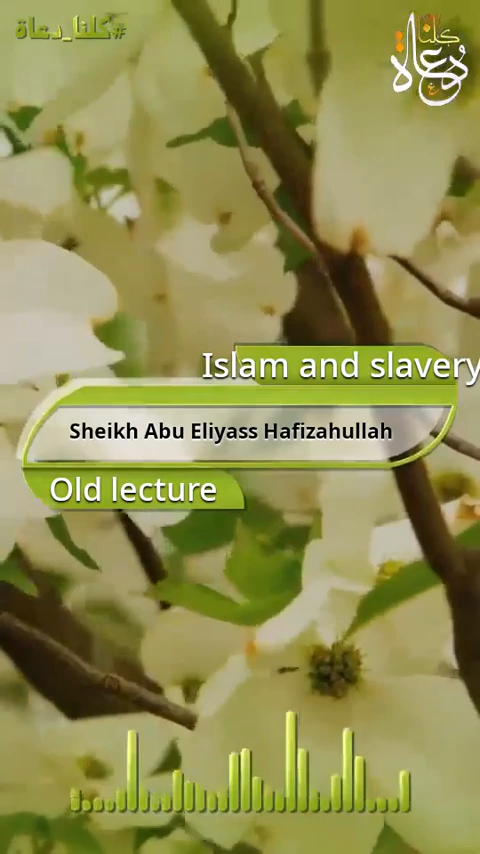 #كلنا_دعاة
كلنا
دعاة
Islam and slavery
Sheikh Abu Eliyass Hafizahullah
Old lecture